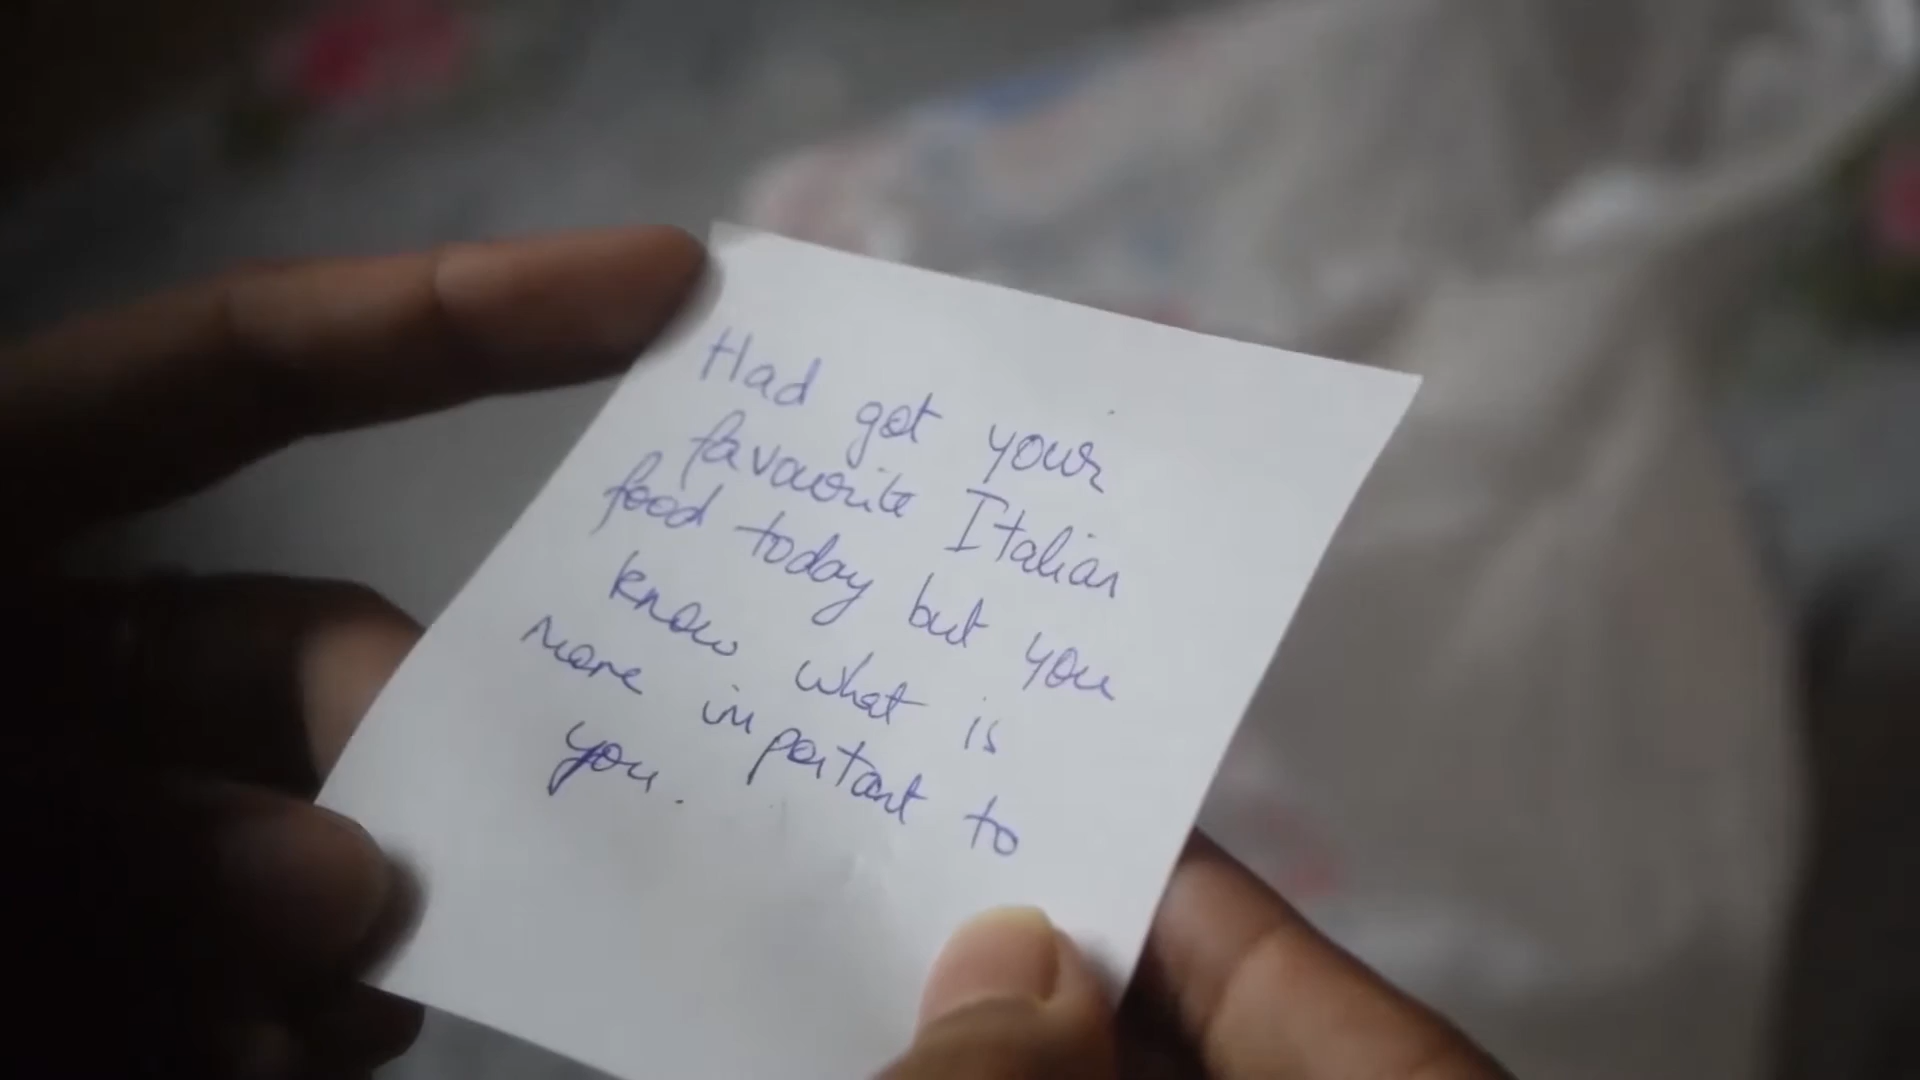 Had got your
favourite Italian
food today but you
know what is
more important to
you.